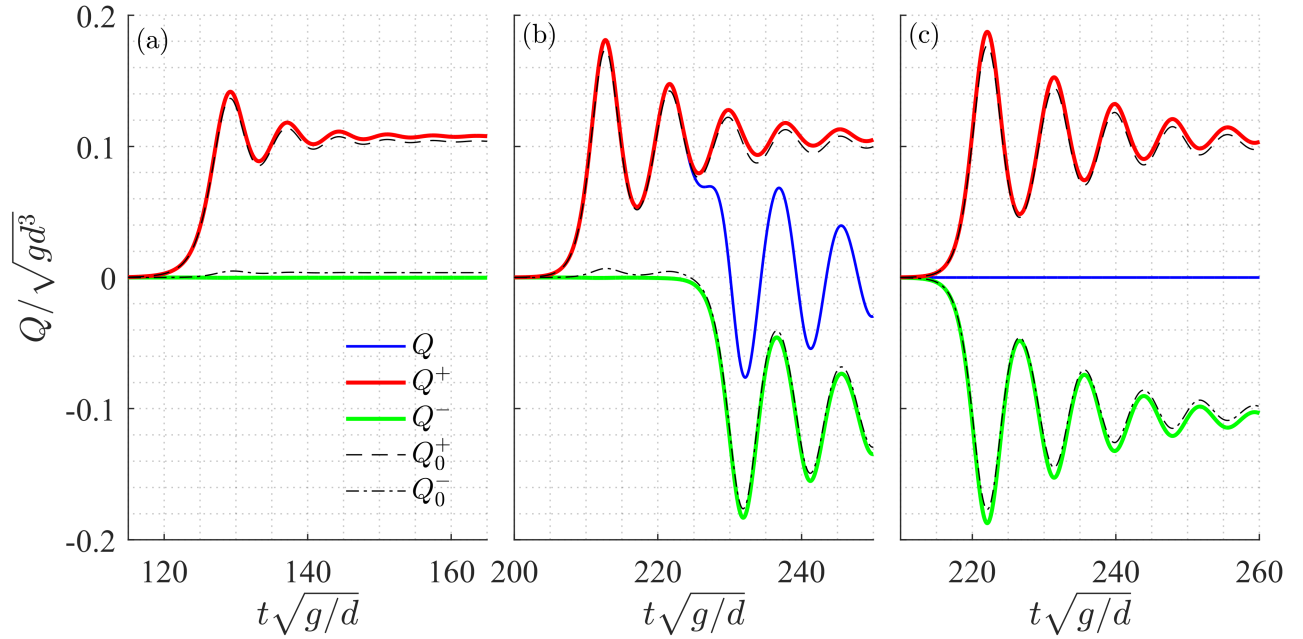 (a) (b) (c)
0.2
0.1
0
-0.1
-0.2
Q/√gd³
Q
Q⁺
Q⁻
Q₀⁺
Q₀⁻
120 140 160 200 220 240 220 240 260
t√g/d t√g/d t√g/d